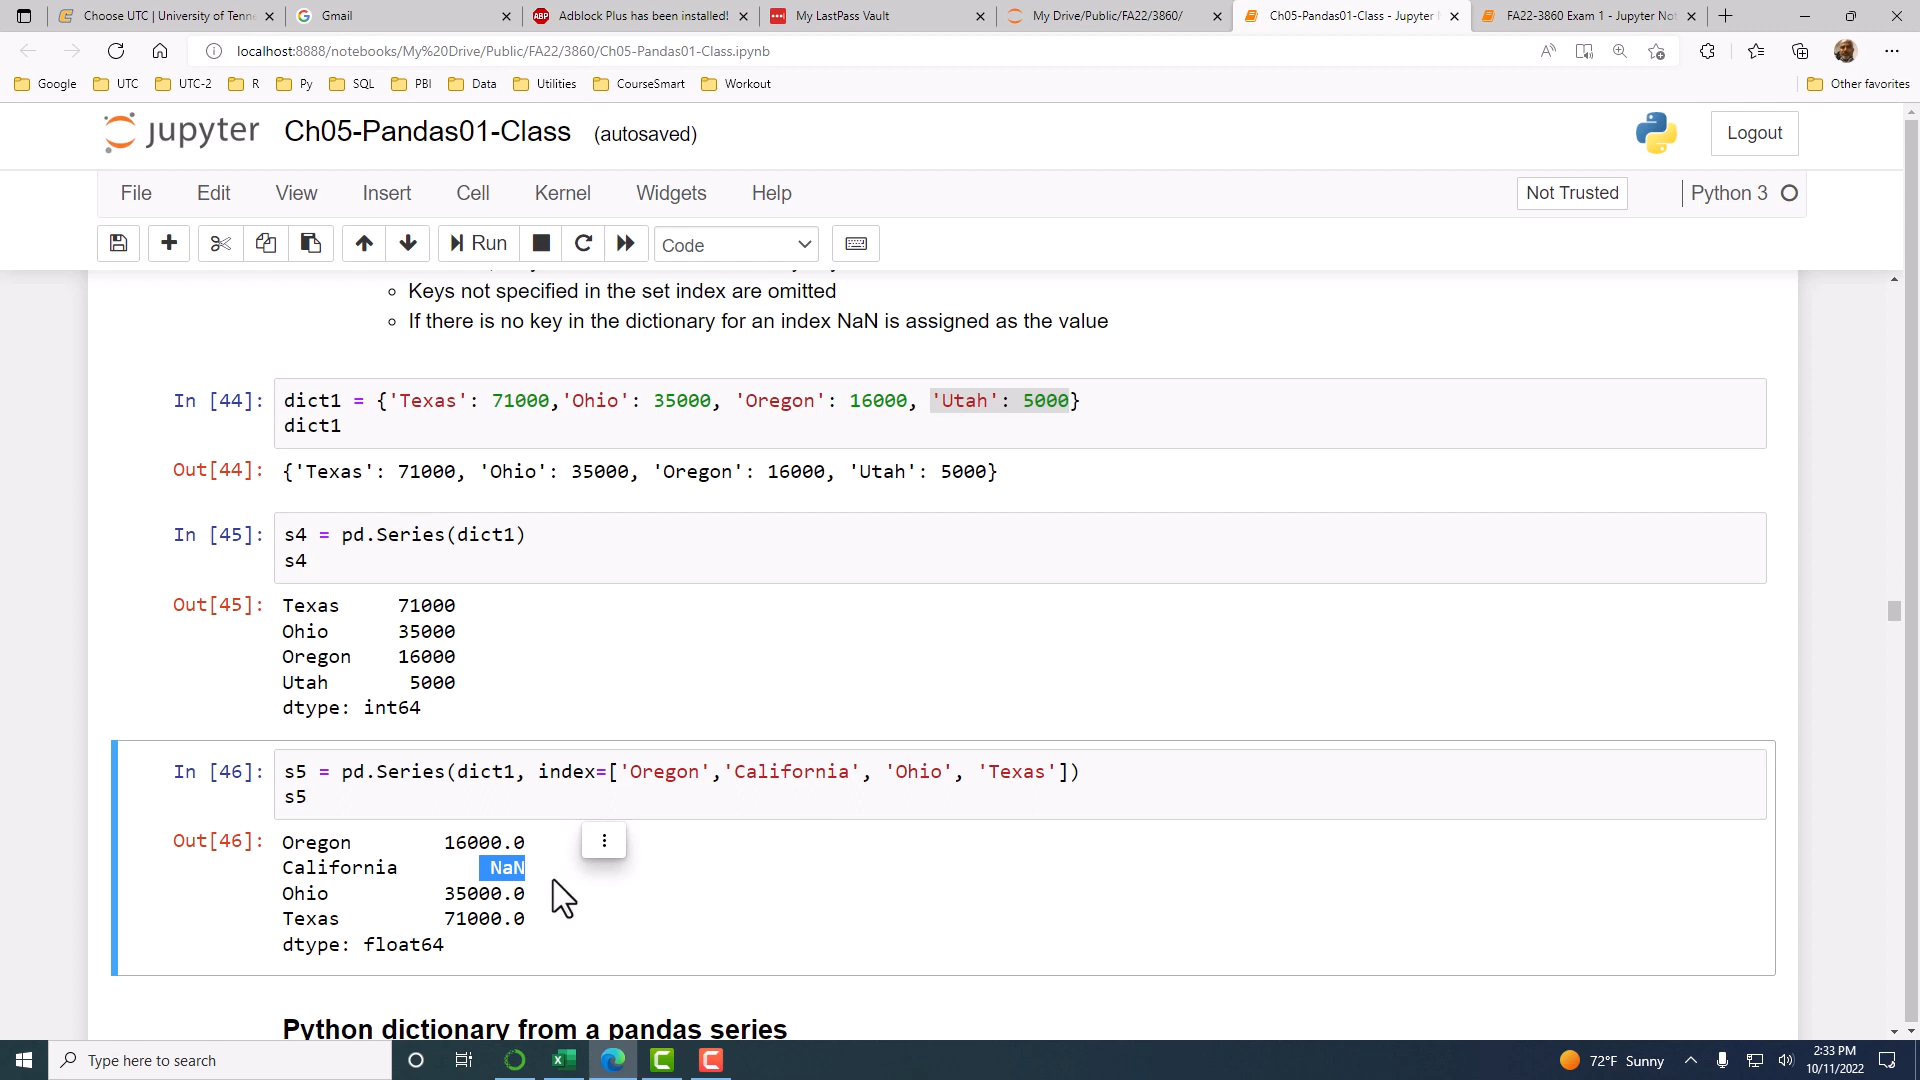 Choose UTC | University of Tenne
Gmail
Adblock Plus has been installed!
My LastPass Vault
My Drive/Public/FA22/3860/
Ch05-Pandas01-Class - Jupyter
FA22-3860 Exam 1 - Jupyter Not
localhost:8888/notebooks/My%20Drive/Public/FA22/3860/Ch05-Pandas01-Class.ipynb
Google UTC UTC-2 R Py SQL PBI Data Utilities CourseSmart Workout Other favorites
jupyter Ch05-Pandas01-Class (autosaved) Logout
File Edit View Insert Cell Kernel Widgets Help Not Trusted Python 3
Run Code
Keys not specified in the set index are omitted
If there is no key in the dictionary for an index NaN is assigned as the value
In [44]: dict1 = {'Texas': 71000,'Ohio': 35000, 'Oregon': 16000, 'Utah': 5000}
dict1
Out[44]: {'Texas': 71000, 'Ohio': 35000, 'Oregon': 16000, 'Utah': 5000}
In [45]: s4 = pd.Series(dict1)
s4
Out[45]: Texas 71000
Ohio 35000
Oregon 16000
Utah 5000
dtype: int64
In [46]: s5 = pd.Series(dict1, index=['Oregon','California', 'Ohio', 'Texas'])
s5
Out[46]: Oregon 16000.0
California NaN
Ohio 35000.0
Texas 71000.0
dtype: float64
Python dictionary from a pandas series
Type here to search
72°F Sunny
2:33 PM
10/11/2022